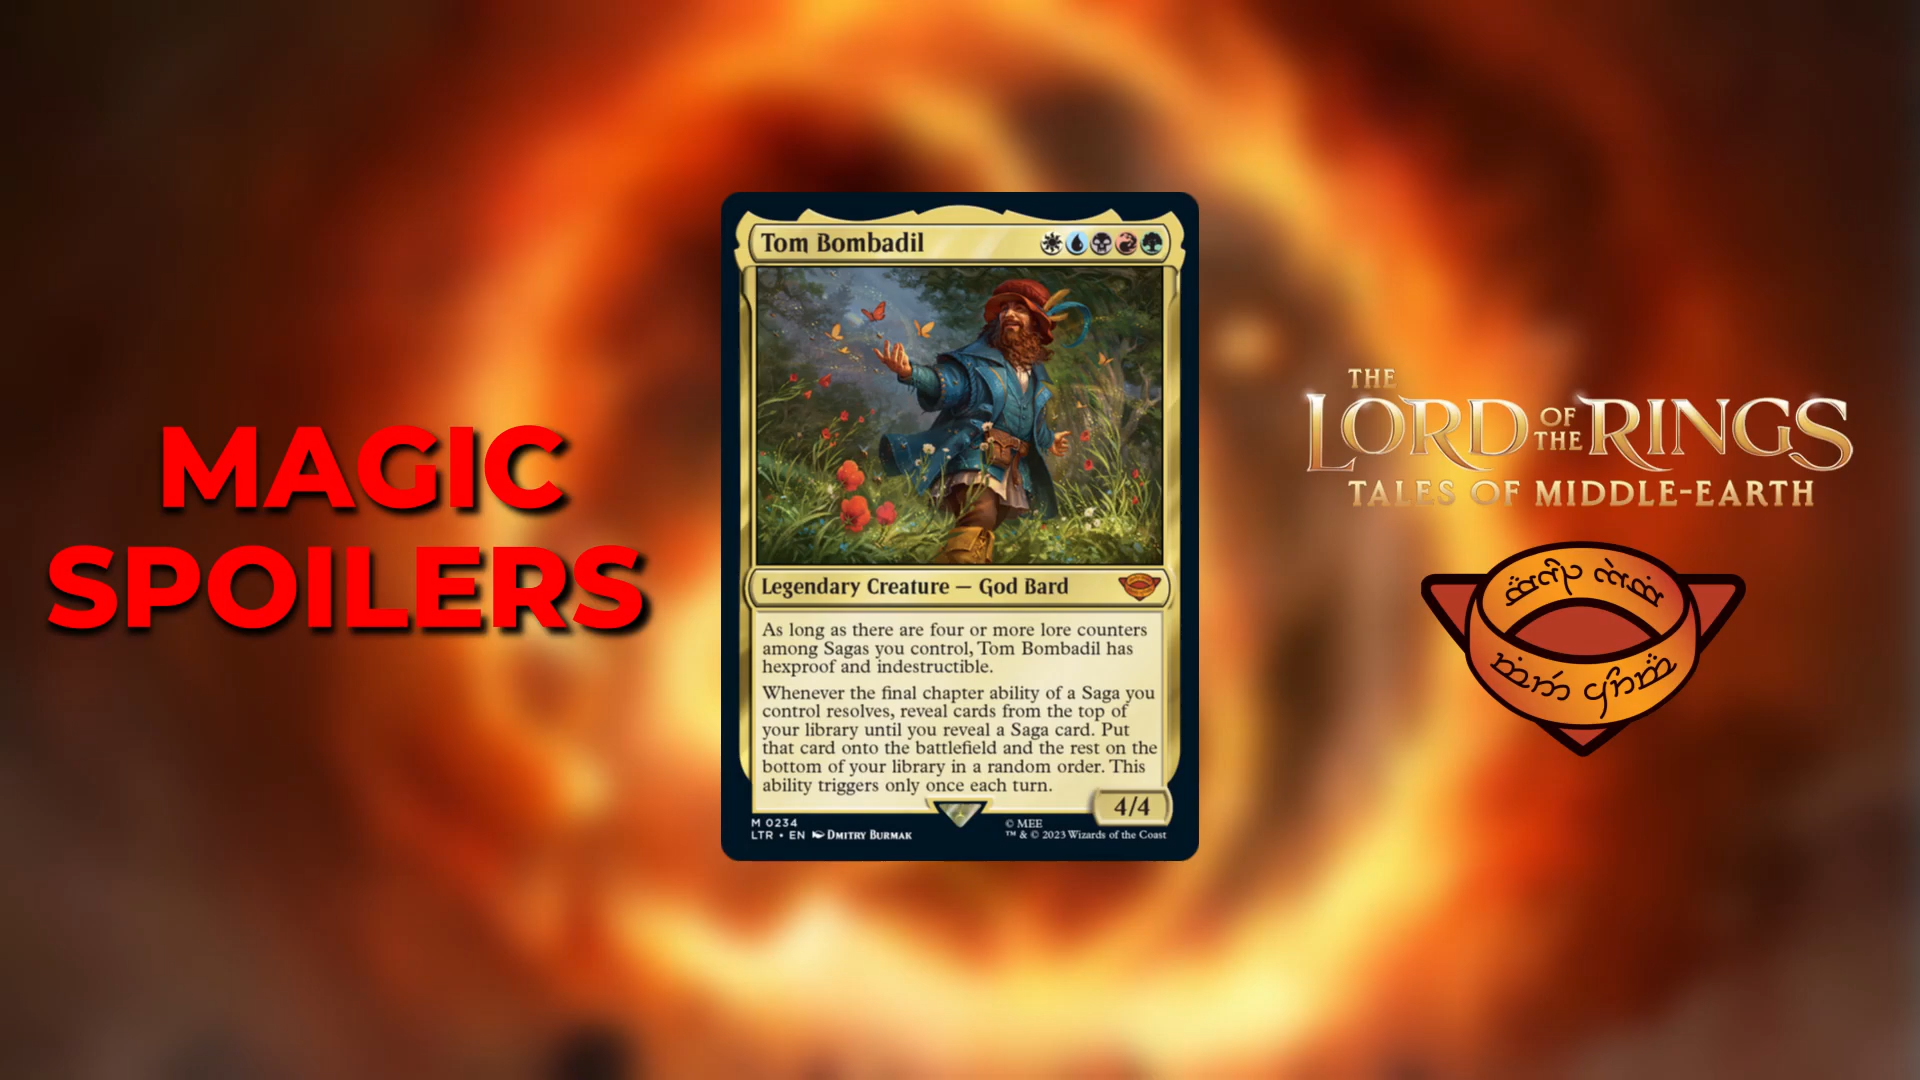 MAGIC
SPOILERS
Tom Bombadil
Legendary Creature — God Bard
As long as there are four or more lore counters
among Sagas you control, Tom Bombadil has
hexproof and indestructible.
Whenever the final chapter ability of a Saga you
control resolves, reveal cards from the top of
your library until you reveal a Saga card. Put
that card onto the battlefield and the rest on the
bottom of your library in a random order. This
ability triggers only once each turn.
4/4
M 0234
LTR • EN DMITRY BURMAK
© MEE
™ & © 2023 Wizards of the Coast
THE
LORD OF THE RINGS
TALES OF MIDDLE-EARTH